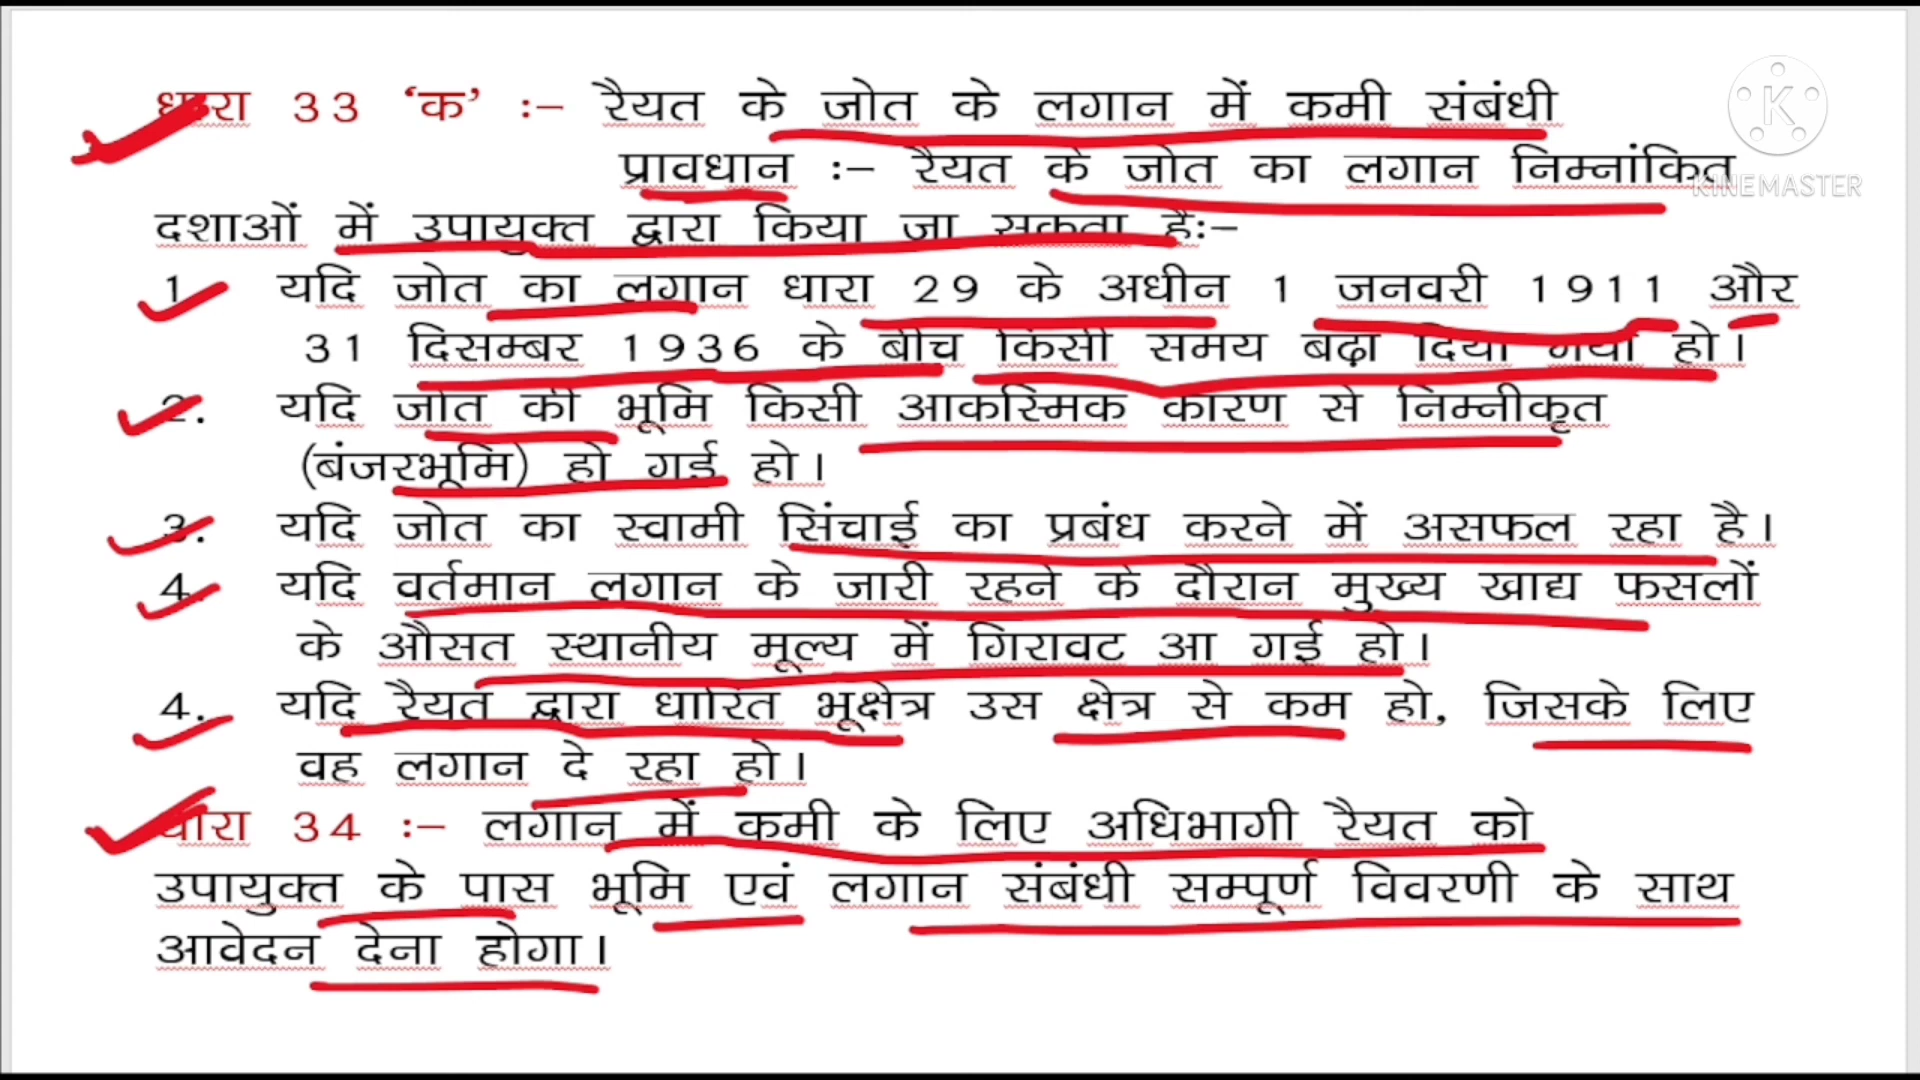 धारा 33 ‘क’ :– रैयत के जोत के लगान में कमी संबंधी
प्रावधान :– रैयत के जोत का लगान निम्नांकित
KINEMASTER
दशाओं में उपायुक्त द्वारा किया जा सकता है:–
1 यदि जोत का लगान धारा 29 के अधीन 1 जनवरी 1911 और
31 दिसम्बर 1936 के बीच किसी समय बढ़ा दिया गया हो।
2. यदि जोत की भूमि किसी आकस्मिक कारण से निम्नीकृत
(बंजरभूमि) हो गई हो।
3. यदि जोत का स्वामी सिंचाई का प्रबंध करने में असफल रहा है।
4. यदि वर्तमान लगान के जारी रहने के दौरान मुख्य खाद्य फसलों
के औसत स्थानीय मूल्य में गिरावट आ गई हो।
4. यदि रैयत द्वारा धारित भूक्षेत्र उस क्षेत्र से कम हो, जिसके लिए
वह लगान दे रहा हो।
धारा 34 :– लगान में कमी के लिए अधिभागी रैयत को
उपायुक्त के पास भूमि एवं लगान संबंधी सम्पूर्ण विवरणी के साथ
आवेदन देना होगा।